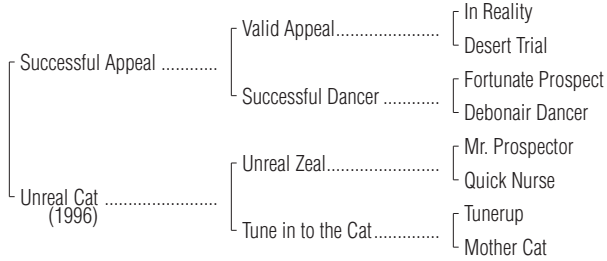 In Reality
Valid Appeal..................
Desert Trial
Successful Appeal ............
Fortunate Prospect
Successful Dancer ............
Debonair Dancer
Mr. Prospector
Unreal Zeal....................
Quick Nurse
Unreal Cat ........................
(1996)
Tunerup
Tune in to the Cat..............
Mother Cat